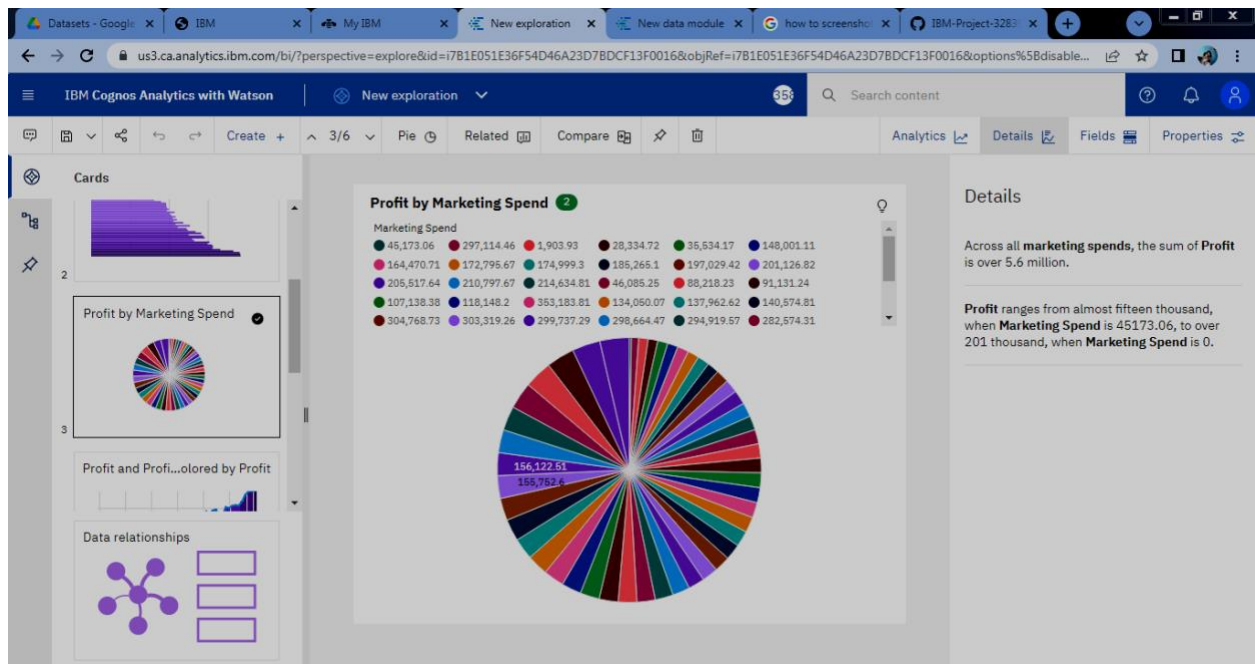 Datasets - Google
IBM
My IBM
New exploration
New data module
how to screensho
IBM-Project-3283
us3.ca.analytics.ibm.com/bi/?perspective=explore&id=i7B1E051E36F54D46A23D7BDCF13F0016&objRef=i7B1E051E36F54D46A23D7BDCF13F0016&options%5Bdisable...
IBM Cognos Analytics with Watson
New exploration
358
Search content
Create +
3/6
Pie
Related
Compare
Analytics
Details
Fields
Properties
Cards
2
Profit by Marketing Spend
3
Profit and Profi...olored by Profit
Data relationships
Profit by Marketing Spend 2
Marketing Spend
45,173.06 297,114.46 1,903.93 28,334.72 35,534.17 148,001.11
164,470.71 172,795.67 174,999.3 185,265.1 197,029.42 201,126.82
205,517.64 210,797.67 214,634.81 46,085.25 88,218.23 91,131.24
107,138.38 118,148.2 353,183.81 134,050.07 137,962.62 140,574.81
304,768.73 303,319.26 299,737.29 298,664.47 294,919.57 282,574.31
156,122.51
155,752.6
Details
Across all marketing spends, the sum of Profit
is over 5.6 million.
Profit ranges from almost fifteen thousand,
when Marketing Spend is 45173.06, to over
201 thousand, when Marketing Spend is 0.